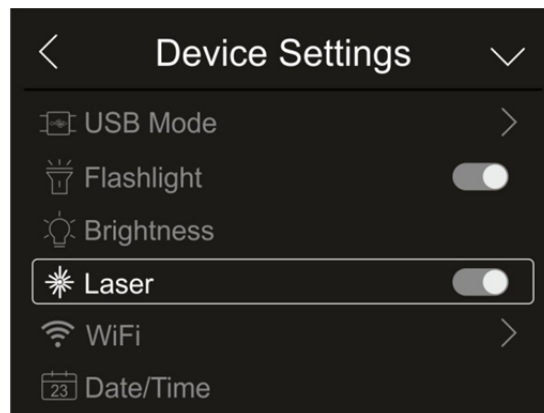 Device Settings
USB Mode
Flashlight
Brightness
Laser
WiFi
23 Date/Time